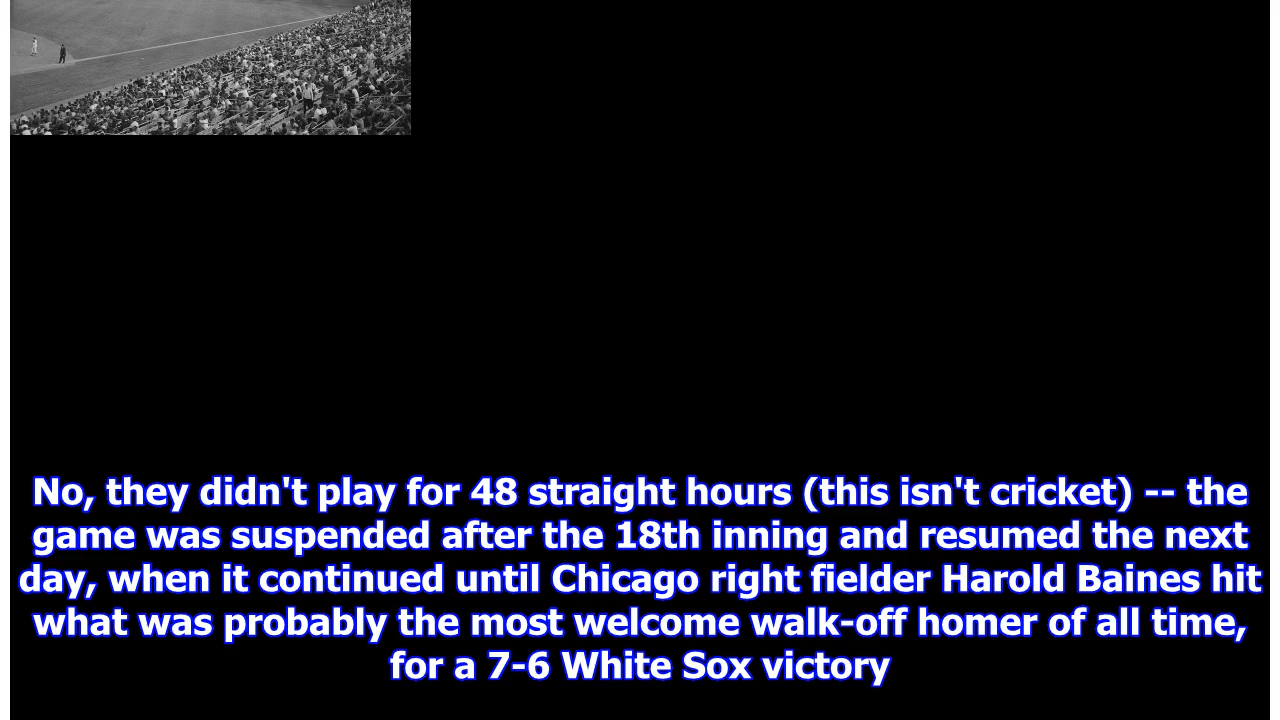 No, they didn't play for 48 straight hours (this isn't cricket) -- the
game was suspended after the 18th inning and resumed the next
day, when it continued until Chicago right fielder Harold Baines hit
what was probably the most welcome walk-off homer of all time,
for a 7-6 White Sox victory